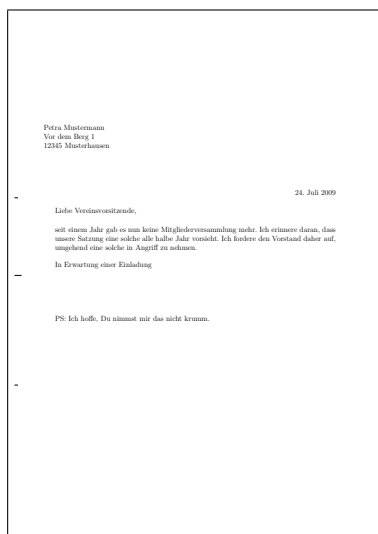 Petra Mustermann
Vor dem Berg 1
12345 Musterhausen
24. Juli 2009
Liebe Vereinsvorsitzende,
seit einem Jahr gab es nun keine Mitgliederversammlung mehr. Ich erinnere daran, dass
unsere Satzung eine solche alle halbe Jahr vorsieht. Ich fordere den Vorstand daher auf,
umgehend eine solche in Angriff zu nehmen.
In Erwartung einer Einladung
PS: Ich hoffe, Du nimmst mir das nicht krumm.